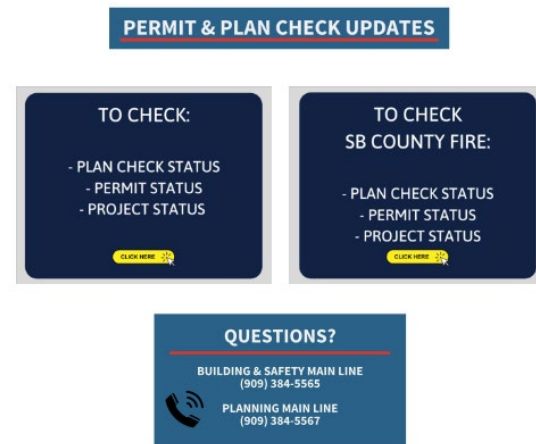 PERMIT & PLAN CHECK UPDATES
TO CHECK:
- PLAN CHECK STATUS
- PERMIT STATUS
- PROJECT STATUS
CLICK HERE
TO CHECK
SB COUNTY FIRE:
- PLAN CHECK STATUS
- PERMIT STATUS
- PROJECT STATUS
CLICK HERE
QUESTIONS?
BUILDING & SAFETY MAIN LINE
(909) 384-5565
PLANNING MAIN LINE
(909) 384-5567